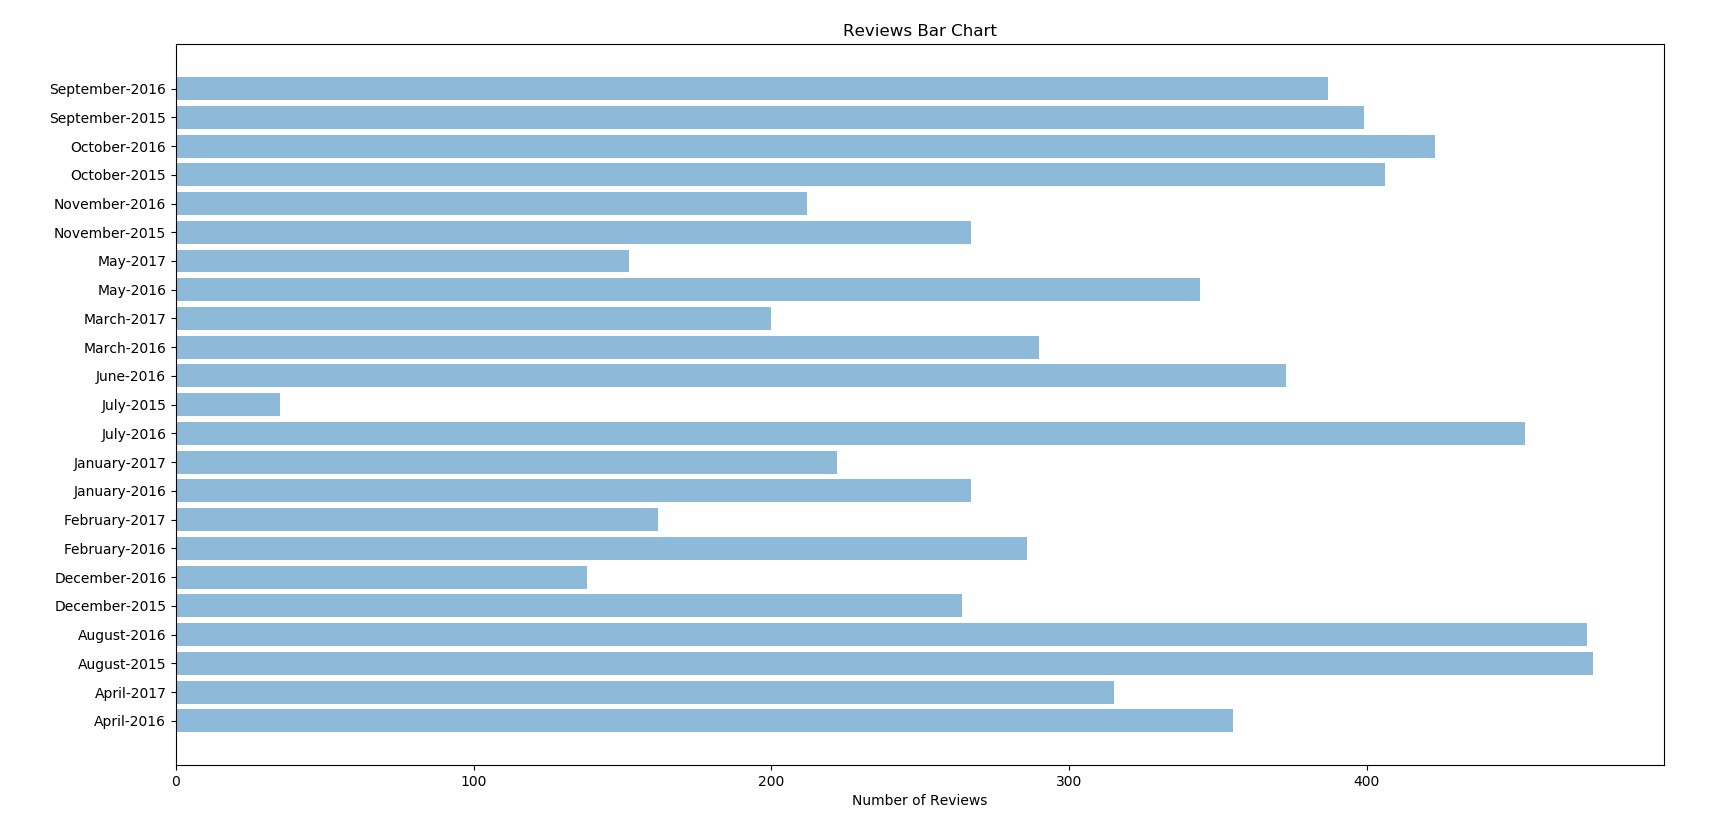 Reviews Bar Chart
September-2016
September-2015
October-2016
October-2015
November-2016
November-2015
May-2017
May-2016
March-2017
March-2016
June-2016
July-2015
July-2016
January-2017
January-2016
February-2017
February-2016
December-2016
December-2015
August-2016
August-2015
April-2017
April-2016
0 100 200 300 400
Number of Reviews